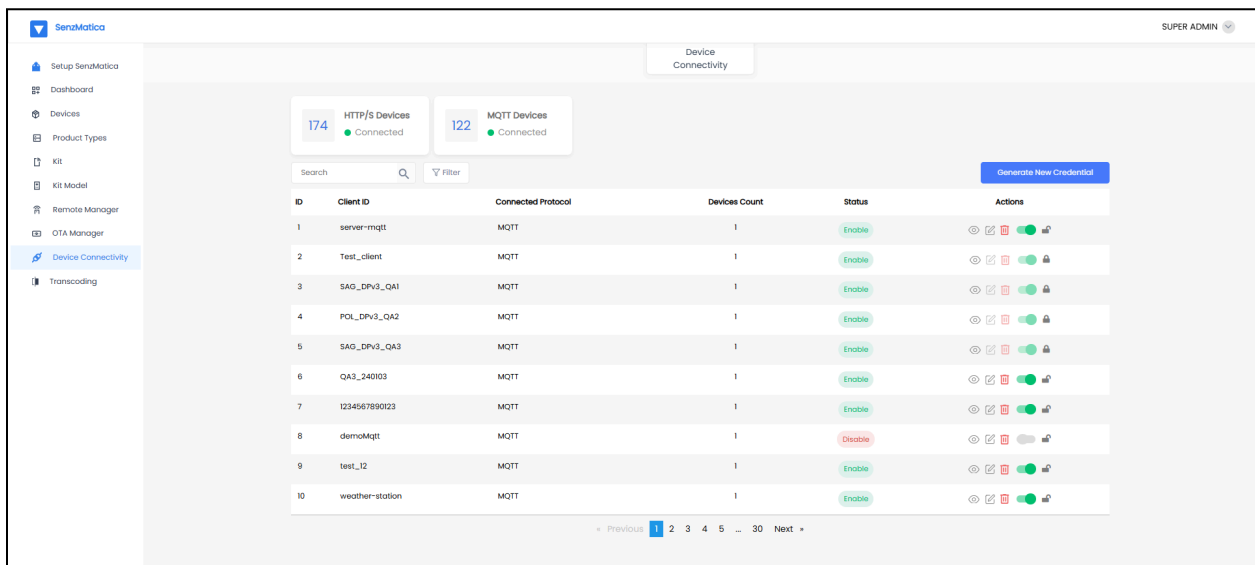 SenzMatica
SUPER ADMIN
Setup SenzMatica
Dashboard
Devices
Product Types
Kit
Kit Model
Remote Manager
OTA Manager
Device Connectivity
Transcoding
Device
Connectivity
174 HTTP/S Devices
Connected
122 MQTT Devices
Connected
Search
Filter
Generate New Credential
ID Client ID Connected Protocol Devices Count Status Actions
1 server-mqtt MQTT 1 Enable
2 Test_client MQTT 1 Enable
3 SAG_DPv3_QA1 MQTT 1 Enable
4 POL_DPv3_QA2 MQTT 1 Enable
5 SAG_DPv3_QA3 MQTT 1 Enable
6 QA3_240103 MQTT 1 Enable
7 1234567890123 MQTT 1 Enable
8 demoMqtt MQTT 1 Disable
9 test_12 MQTT 1 Enable
10 weather-station MQTT 1 Enable
« Previous 1 2 3 4 5 ... 30 Next »